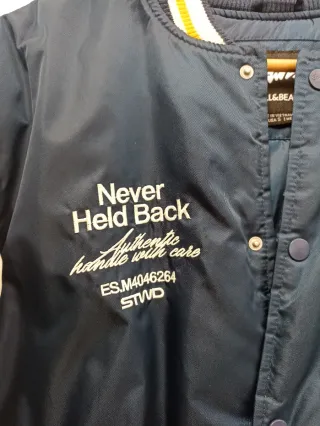 Never
Held Back
Authentic
handle with care
ES.M4046264
STWD